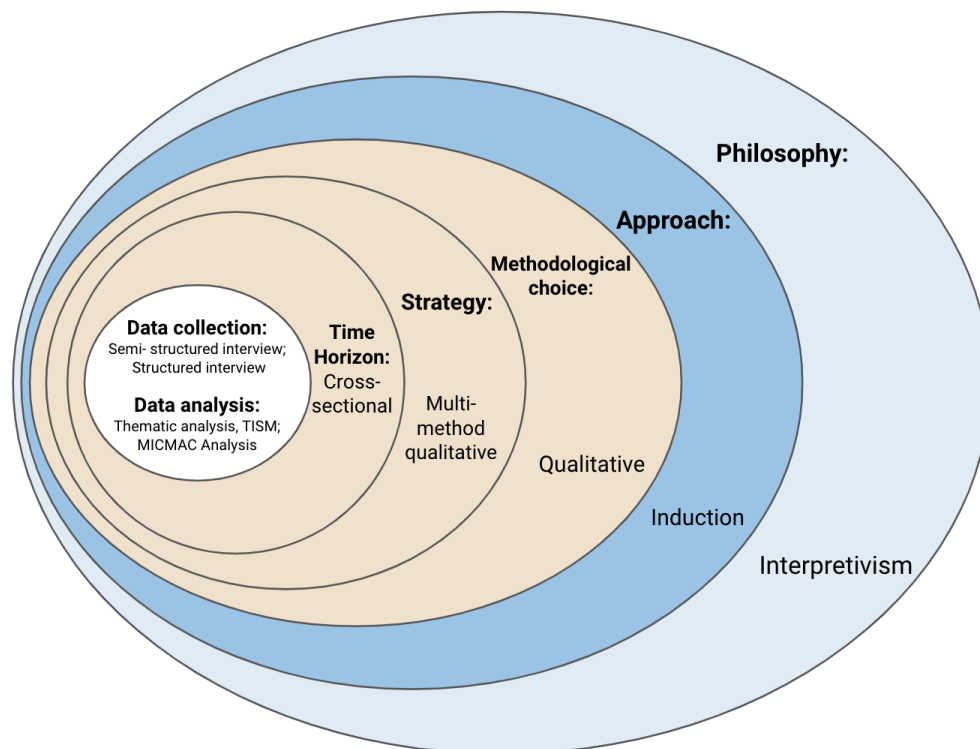 Philosophy:
Approach:
Methodological
choice:
Strategy:
Time
Horizon:
Cross-
sectional
Data collection:
Semi- structured interview;
Structured interview
Data analysis:
Thematic analysis, TISM;
MICMAC Analysis
Multi-
method
qualitative
Qualitative
Induction
Interpretivism